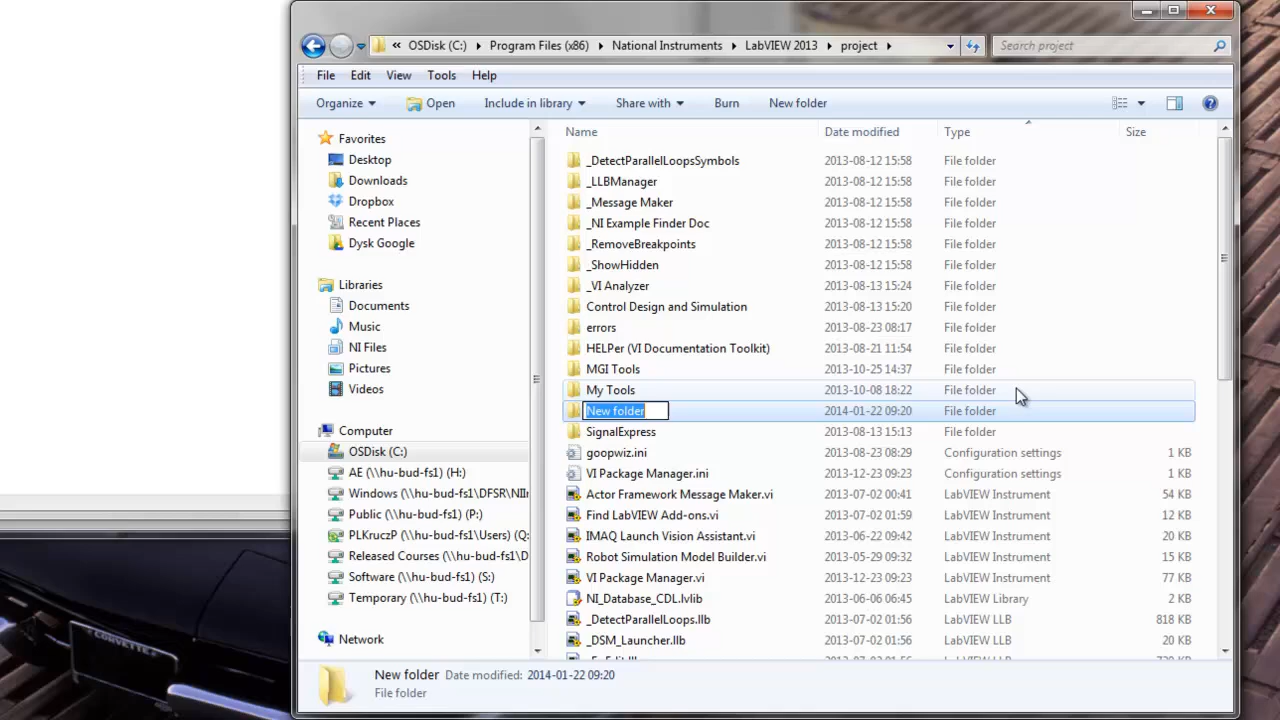 « OSDisk (C:) Program Files (x86) National Instruments LabVIEW 2013 project Search project
File Edit View Tools Help
Organize Open Include in library Share with Burn New folder
Name Date modified Type Size
Favorites
Desktop
Downloads
Dropbox
Recent Places
Dysk Google
Libraries
Documents
Music
NI Files
Pictures
Videos
Computer
OSDisk (C:)
AE (\\hu-bud-fs1) (H:)
Windows (\\hu-bud-fs1\DFSR\NIIr
Public (\\hu-bud-fs1) (P:)
PLKruczP (\\hu-bud-fs1\Users) (Q:
Released Courses (\\hu-bud-fs1\D
Software (\\hu-bud-fs1) (S:)
Temporary (\\hu-bud-fs1) (T:)
Network
_DetectParallelLoopsSymbols 2013-08-12 15:58 File folder
_LLBManager 2013-08-12 15:58 File folder
_Message Maker 2013-08-12 15:58 File folder
_NI Example Finder Doc 2013-08-12 15:58 File folder
_RemoveBreakpoints 2013-08-12 15:58 File folder
_ShowHidden 2013-08-12 15:58 File folder
_VI Analyzer 2013-08-12 15:24 File folder
Control Design and Simulation 2013-08-13 15:20 File folder
errors 2013-08-23 08:17 File folder
HELPer (VI Documentation Toolkit) 2013-08-21 11:54 File folder
MGI Tools 2013-10-25 14:37 File folder
My Tools 2013-10-08 18:22 File folder
New folder 2014-01-22 09:20 File folder
SignalExpress 2013-08-13 15:13 File folder
goopwiz.ini 2013-08-23 08:29 Configuration settings 1 KB
VI Package Manager.ini 2013-12-23 09:23 Configuration settings 1 KB
Actor Framework Message Maker.vi 2013-07-02 00:41 LabVIEW Instrument 54 KB
Find LabVIEW Add-ons.vi 2013-07-02 01:59 LabVIEW Instrument 12 KB
IMAQ Launch Vision Assistant.vi 2013-06-22 09:42 LabVIEW Instrument 20 KB
Robot Simulation Model Builder.vi 2013-05-29 09:32 LabVIEW Instrument 15 KB
VI Package Manager.vi 2013-12-23 09:23 LabVIEW Instrument 77 KB
NI_Database_CDL.lvlib 2013-06-06 06:45 LabVIEW Library 2 KB
_DetectParallelLoops.llb 2013-07-02 01:56 LabVIEW LLB 818 KB
_DSM_Launcher.llb 2013-07-02 01:56 LabVIEW LLB 20 KB
New folder Date modified: 2014-01-22 09:20
File folder
CORVETTE